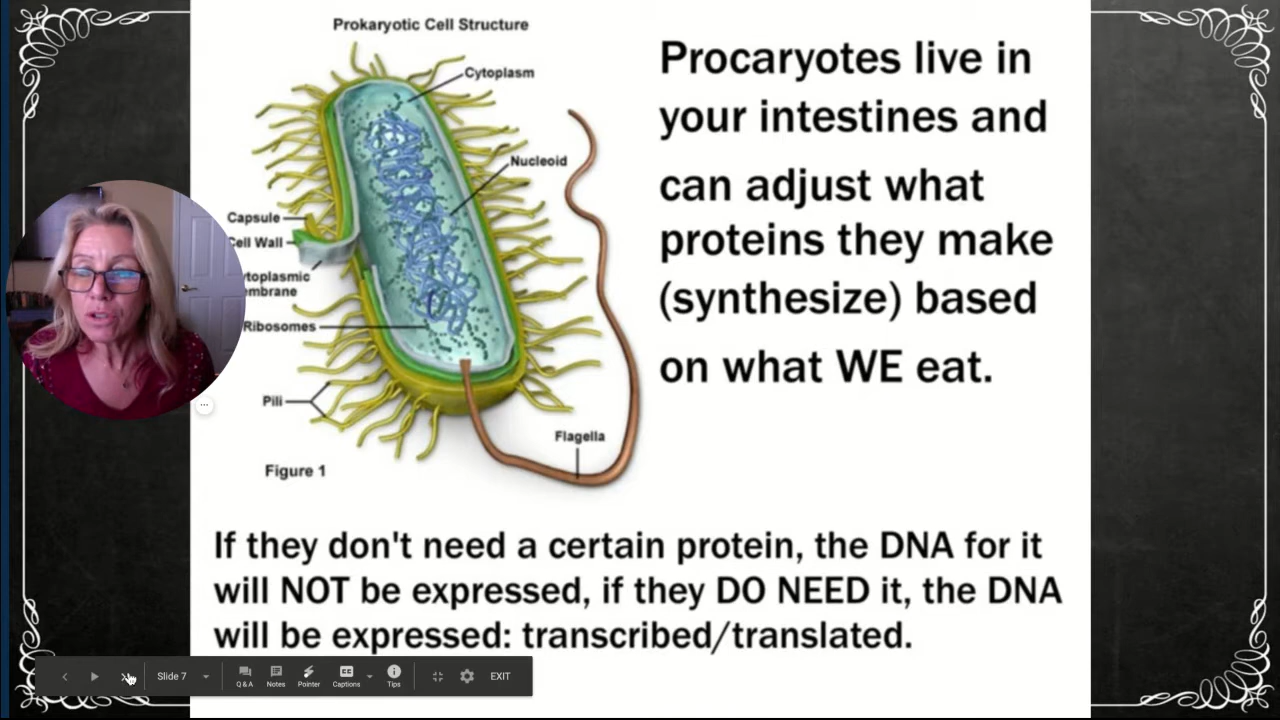 Prokaryotic Cell Structure
Cytoplasm
Nucleoid
Capsule
Cell Wall
Ribosomes
Pili
Flagella
Figure 1
Procaryotes live in
your intestines and
can adjust what
proteins they make
(synthesize) based
on what WE eat.
If they don't need a certain protein, the DNA for it
will NOT be expressed, if they DO NEED it, the DNA
will be expressed: transcribed/translated.
Slide 7
Q & A
Notes
Pointer
Captions
Tips
EXIT